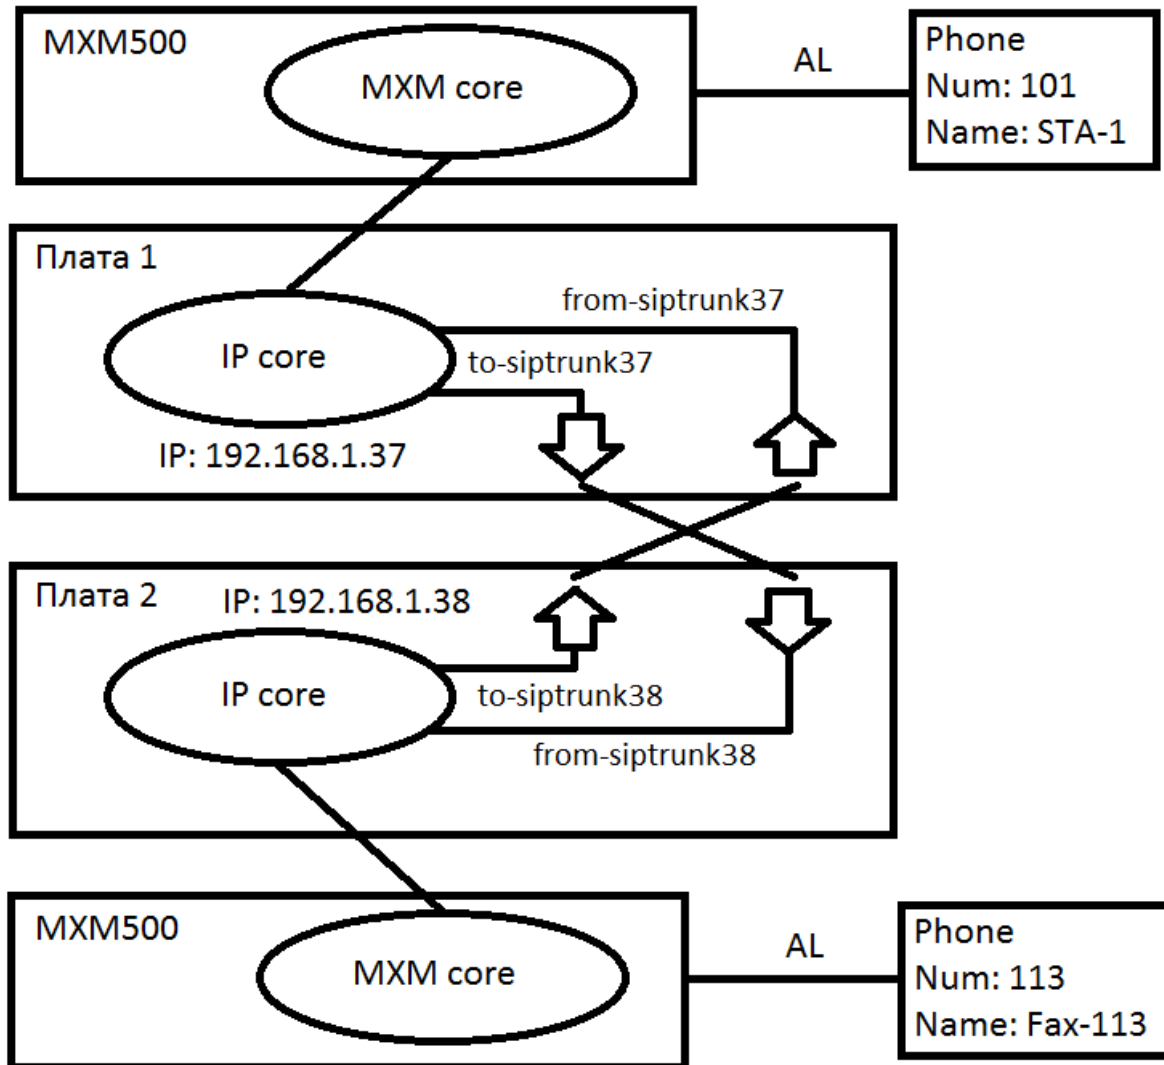 MXM500
MXM core
AL
Phone
Num: 101
Name: STA-1
Плата 1
from-siptrunk37
IP core
to-siptrunk37
IP: 192.168.1.37
Плата 2
IP: 192.168.1.38
IP core
to-siptrunk38
from-siptrunk38
MXM500
MXM core
AL
Phone
Num: 113
Name: Fax-113